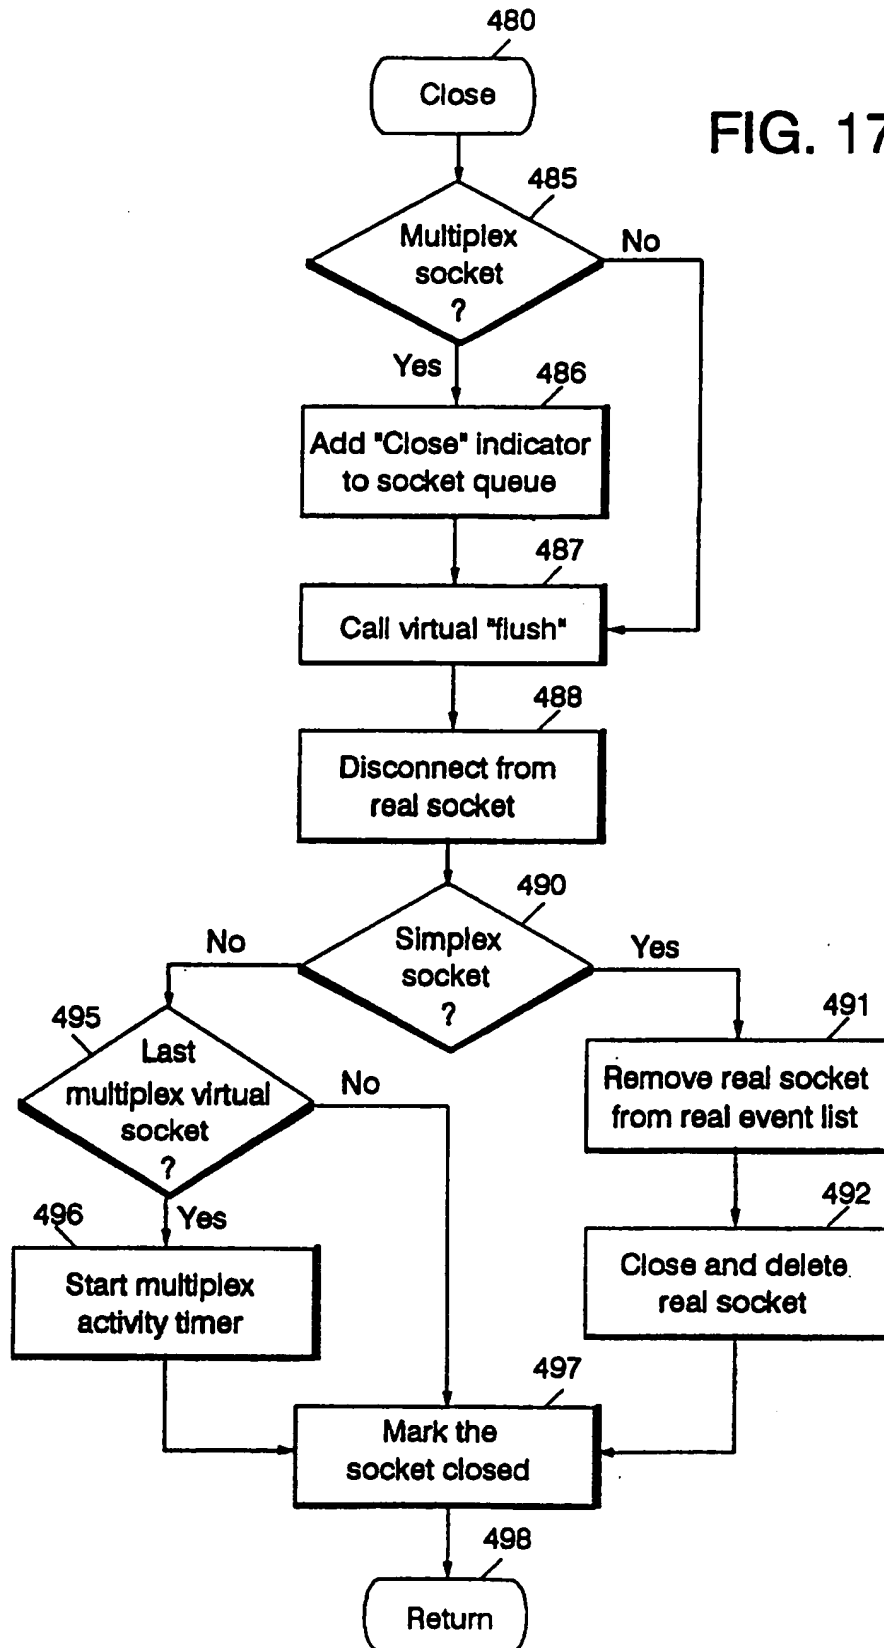 480
Close
FIG. 17
485
Multiplex
socket
?
No
Yes
486
Add "Close" indicator
to socket queue
487
Call virtual "flush"
488
Disconnect from
real socket
490
Simplex
socket
?
No
Yes
495
Last
multiplex virtual
socket
?
No
Yes
491
Remove real socket
from real event list
492
Close and delete
real socket
496
Start multiplex
activity timer
497
Mark the
socket closed
498
Return